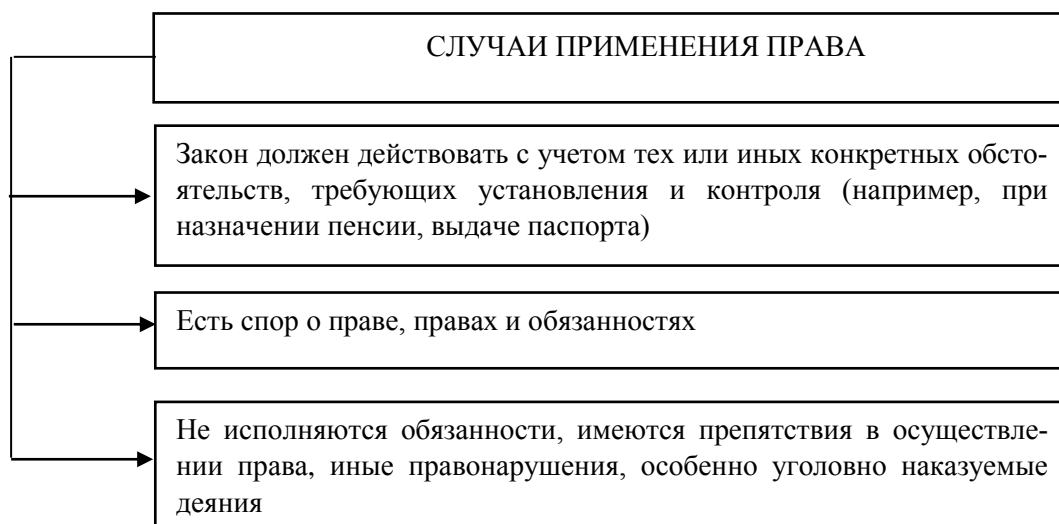 СЛУЧАИ ПРИМЕНЕНИЯ ПРАВА
Закон должен действовать с учетом тех или иных конкретных обсто-
ятельств, требующих установления и контроля (например, при
назначении пенсии, выдаче паспорта)
Есть спор о праве, правах и обязанностях
Не исполняются обязанности, имеются препятствия в осуществле-
нии права, иные правонарушения, особенно уголовно наказуемые
деяния